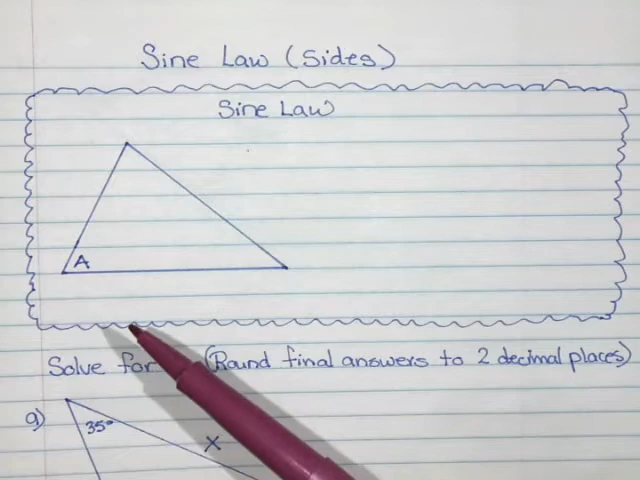 Sine Law (Sides)
Sine Law
A
Solve for (Round final answers to 2 decimal places)
a)
35°
x